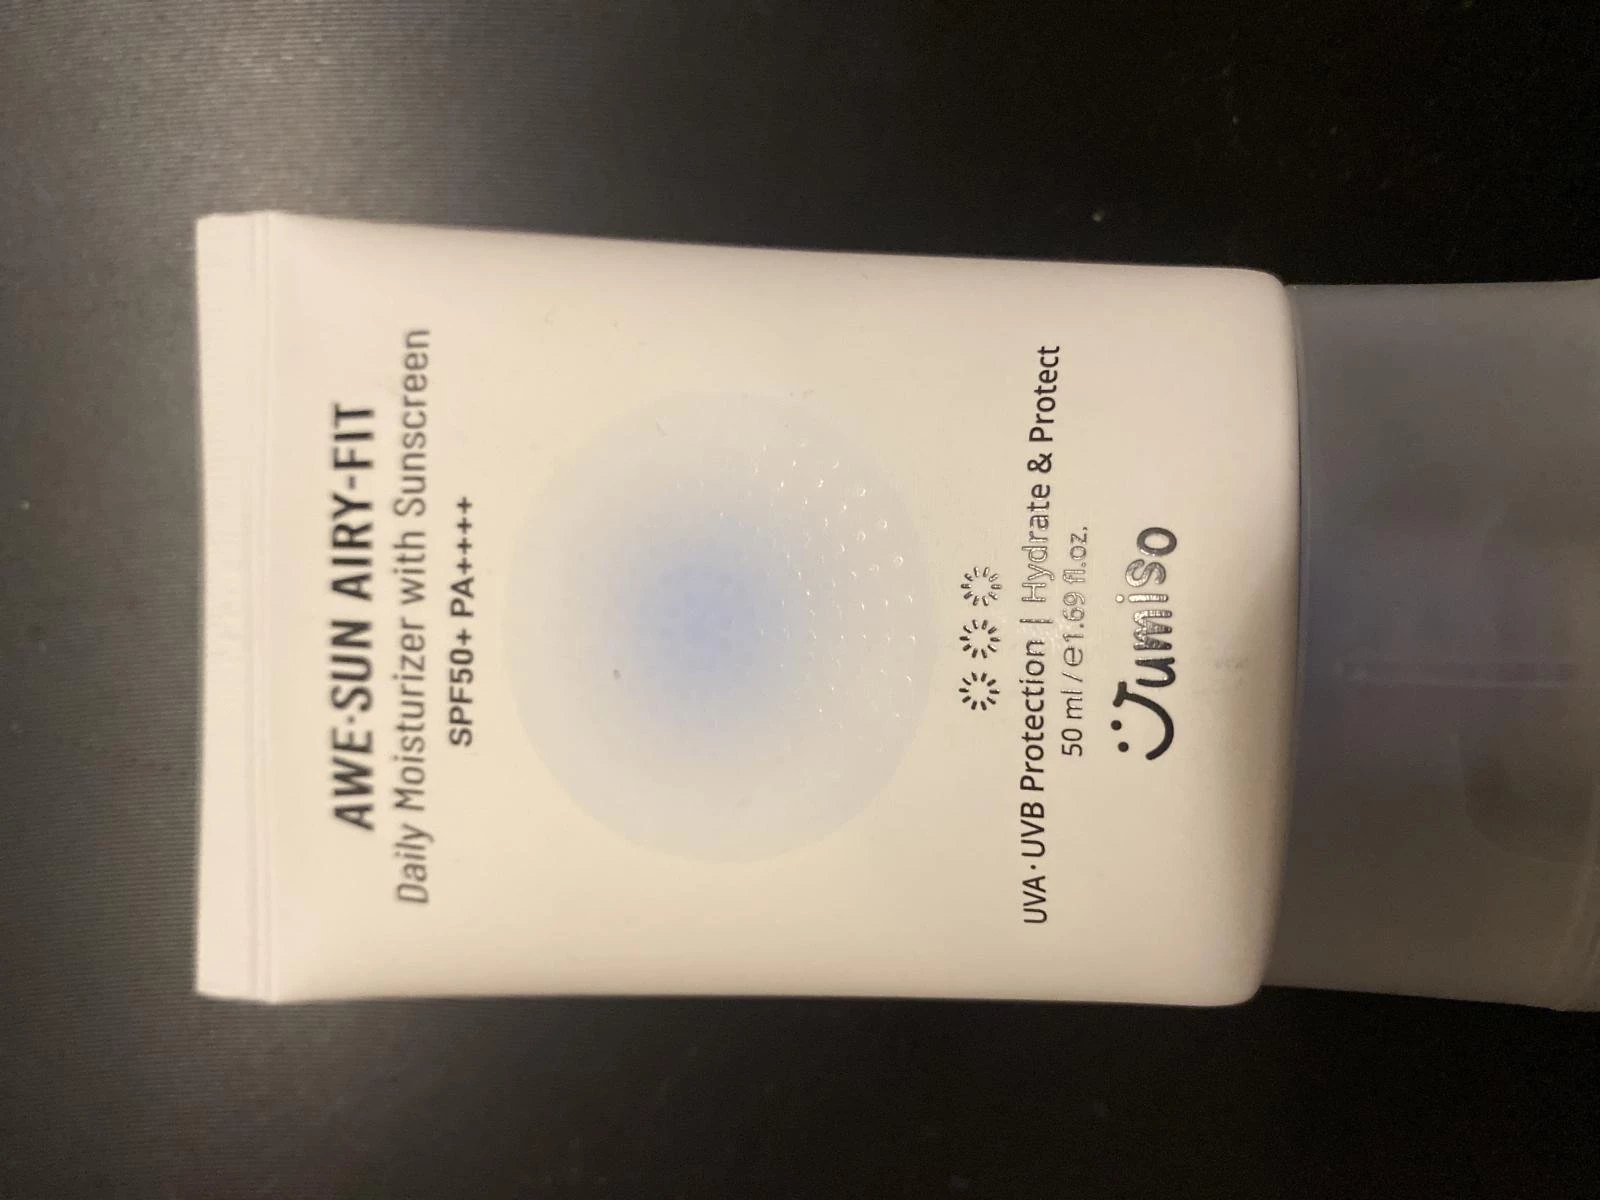 AWE·SUN AIRY-FIT
Daily Moisturizer with Sunscreen
SPF50+ PA++++
UVA·UVB Protection | Hydrate & Protect
50 ml / e1.69 fl.oz.
Jumiso